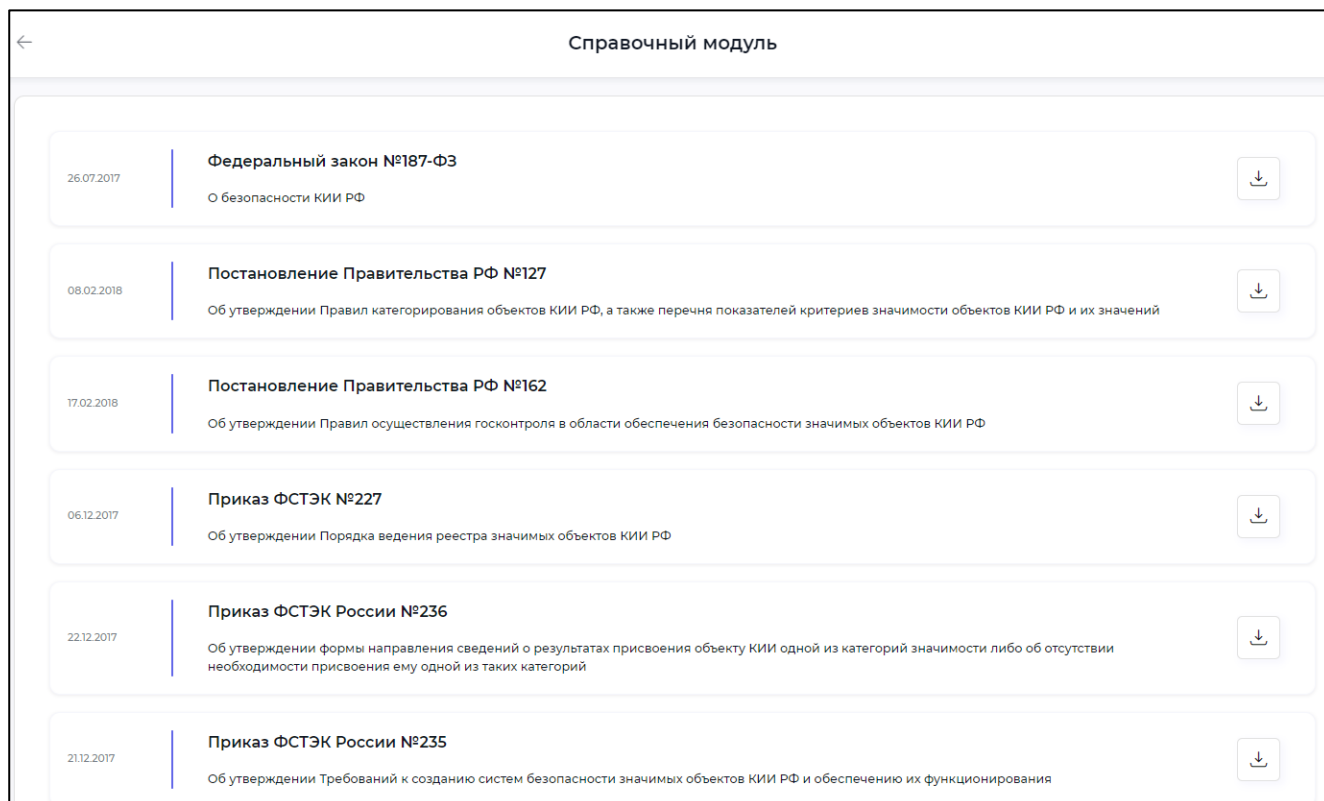 Справочный модуль
26.07.2017
Федеральный закон №187-ФЗ
О безопасности КИИ РФ
08.02.2018
Постановление Правительства РФ №127
Об утверждении Правил категорирования объектов КИИ РФ, а также перечня показателей критериев значимости объектов КИИ РФ и их значений
17.02.2018
Постановление Правительства РФ №162
Об утверждении Правил осуществления госконтроля в области обеспечения безопасности значимых объектов КИИ РФ
06.12.2017
Приказ ФСТЭК №227
Об утверждении Порядка ведения реестра значимых объектов КИИ РФ
22.12.2017
Приказ ФСТЭК России №236
Об утверждении формы направления сведений о результатах присвоения объекту КИИ одной из категорий значимости либо об отсутствии
необходимости присвоения ему одной из таких категорий
21.12.2017
Приказ ФСТЭК России №235
Об утверждении Требований к созданию систем безопасности значимых объектов КИИ РФ и обеспечению их функционирования